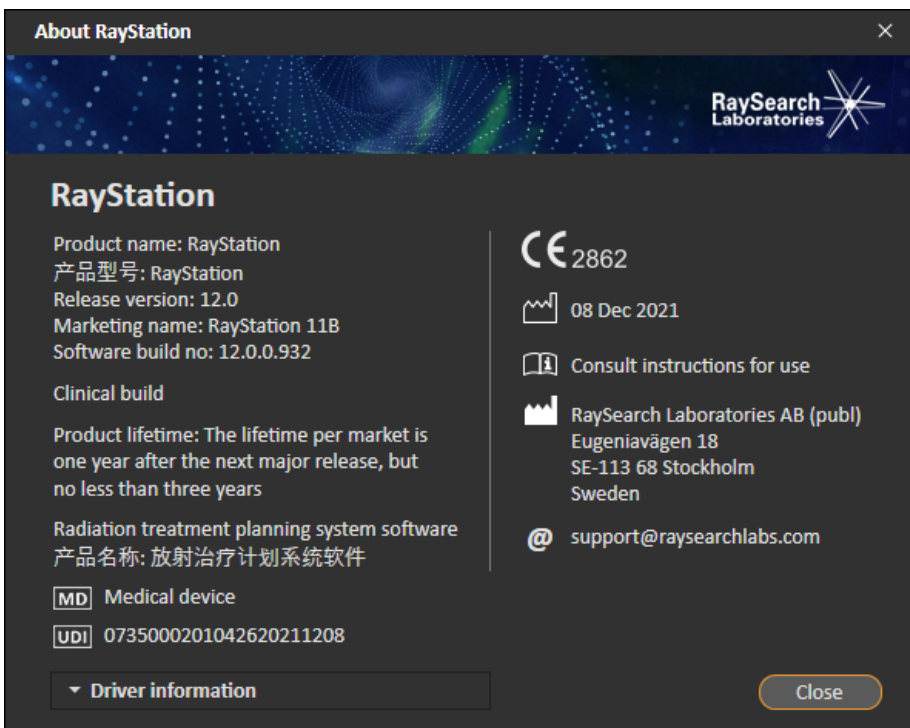 About RayStation
RaySearch
Laboratories
RayStation
Product name: RayStation
产品型号: RayStation
Release version: 12.0
Marketing name: RayStation 11B
Software build no: 12.0.0.932
Clinical build
Product lifetime: The lifetime per market is
one year after the next major release, but
no less than three years
Radiation treatment planning system software
产品名称: 放射治疗计划系统软件
MD Medical device
UDI 0735000201042620211208
Driver information
CE 2862
08 Dec 2021
Consult instructions for use
RaySearch Laboratories AB (publ)
Eugeniavägen 18
SE-113 68 Stockholm
Sweden
@ support@raysearchlabs.com
Close